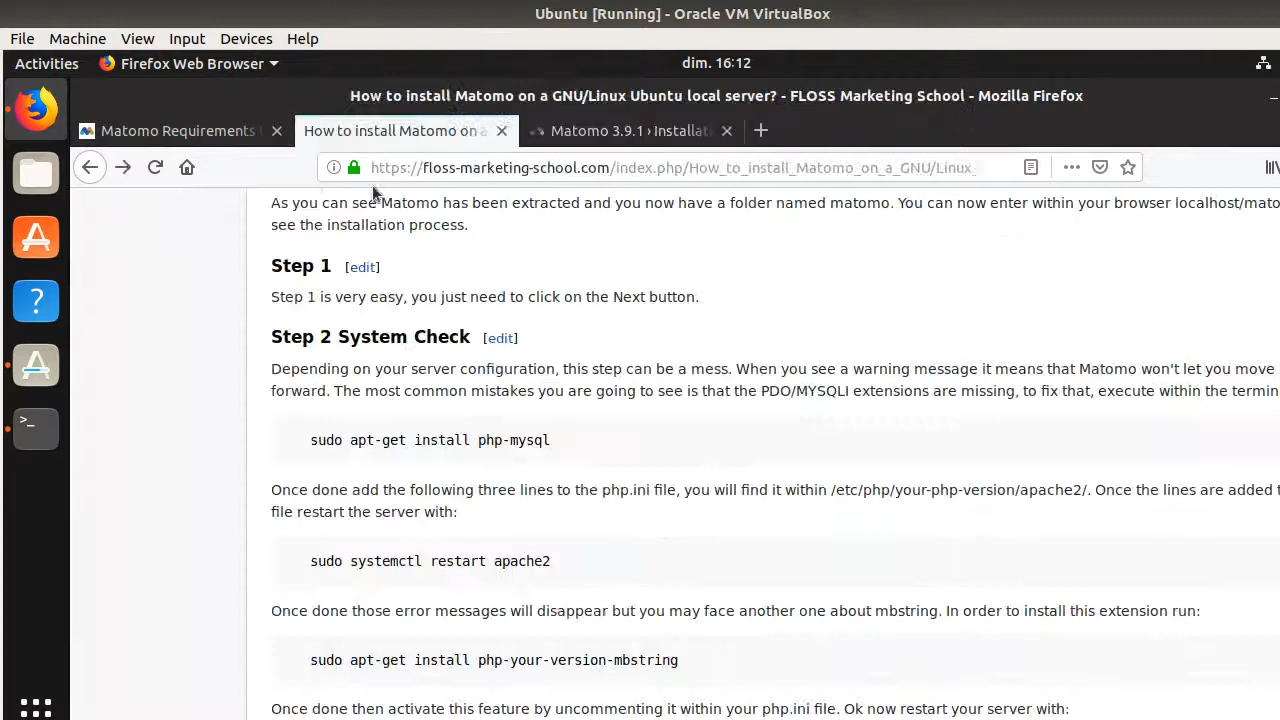 Ubuntu [Running] - Oracle VM VirtualBox
File Machine View Input Devices Help
Activities Firefox Web Browser dim. 16:12
How to install Matomo on a GNU/Linux Ubuntu local server? - FLOSS Marketing School - Mozilla Firefox
Matomo Requirements How to install Matomo on a Matomo 3.9.1 › Installat
https://floss-marketing-school.com/index.php/How_to_install_Matomo_on_a_GNU/Linux_
As you can see Matomo has been extracted and you now have a folder named matomo. You can now enter within your browser localhost/mato
see the installation process.
Step 1 [edit]
Step 1 is very easy, you just need to click on the Next button.
Step 2 System Check [edit]
Depending on your server configuration, this step can be a mess. When you see a warning message it means that Matomo won't let you move
forward. The most common mistakes you are going to see is that the PDO/MYSQLI extensions are missing, to fix that, execute within the termin
sudo apt-get install php-mysql
Once done add the following three lines to the php.ini file, you will find it within /etc/php/your-php-version/apache2/. Once the lines are added t
file restart the server with:
sudo systemctl restart apache2
Once done those error messages will disappear but you may face another one about mbstring. In order to install this extension run:
sudo apt-get install php-your-version-mbstring
Once done then activate this feature by uncommenting it within your php.ini file. Ok now restart your server with: